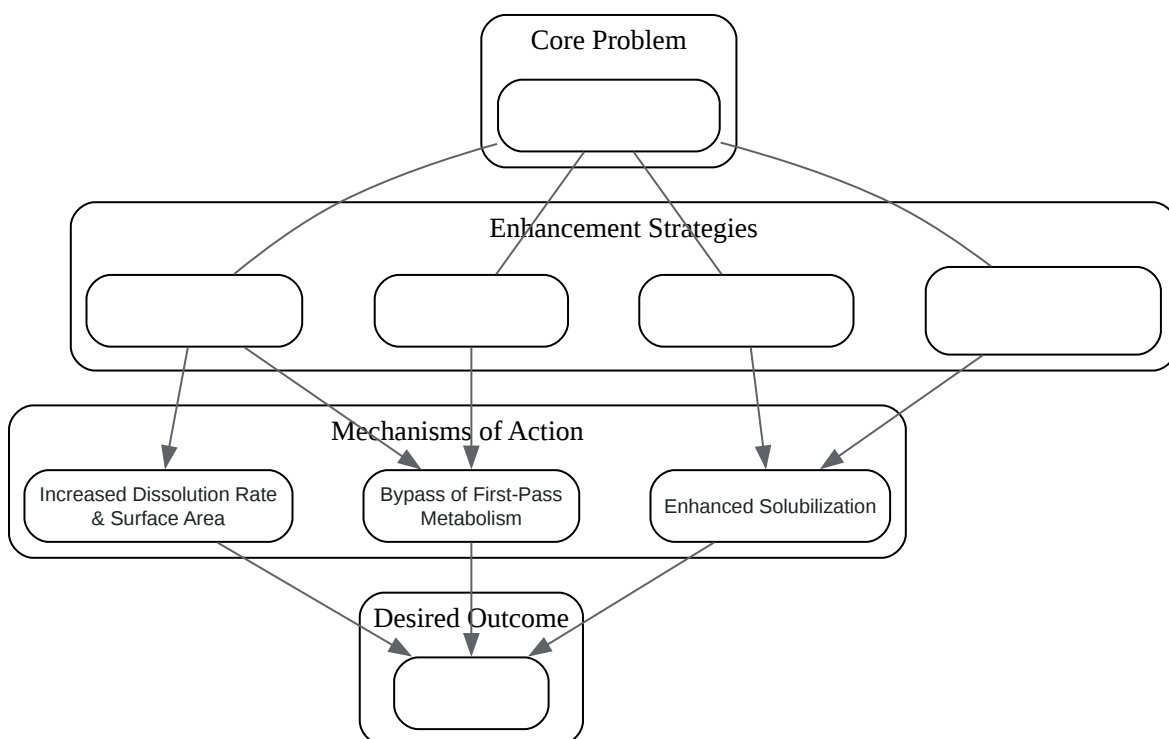 Core Problem
Enhancement Strategies
Mechanisms of Action
Increased Dissolution Rate
& Surface Area
Bypass of First-Pass
Metabolism
Enhanced Solubilization
Desired Outcome